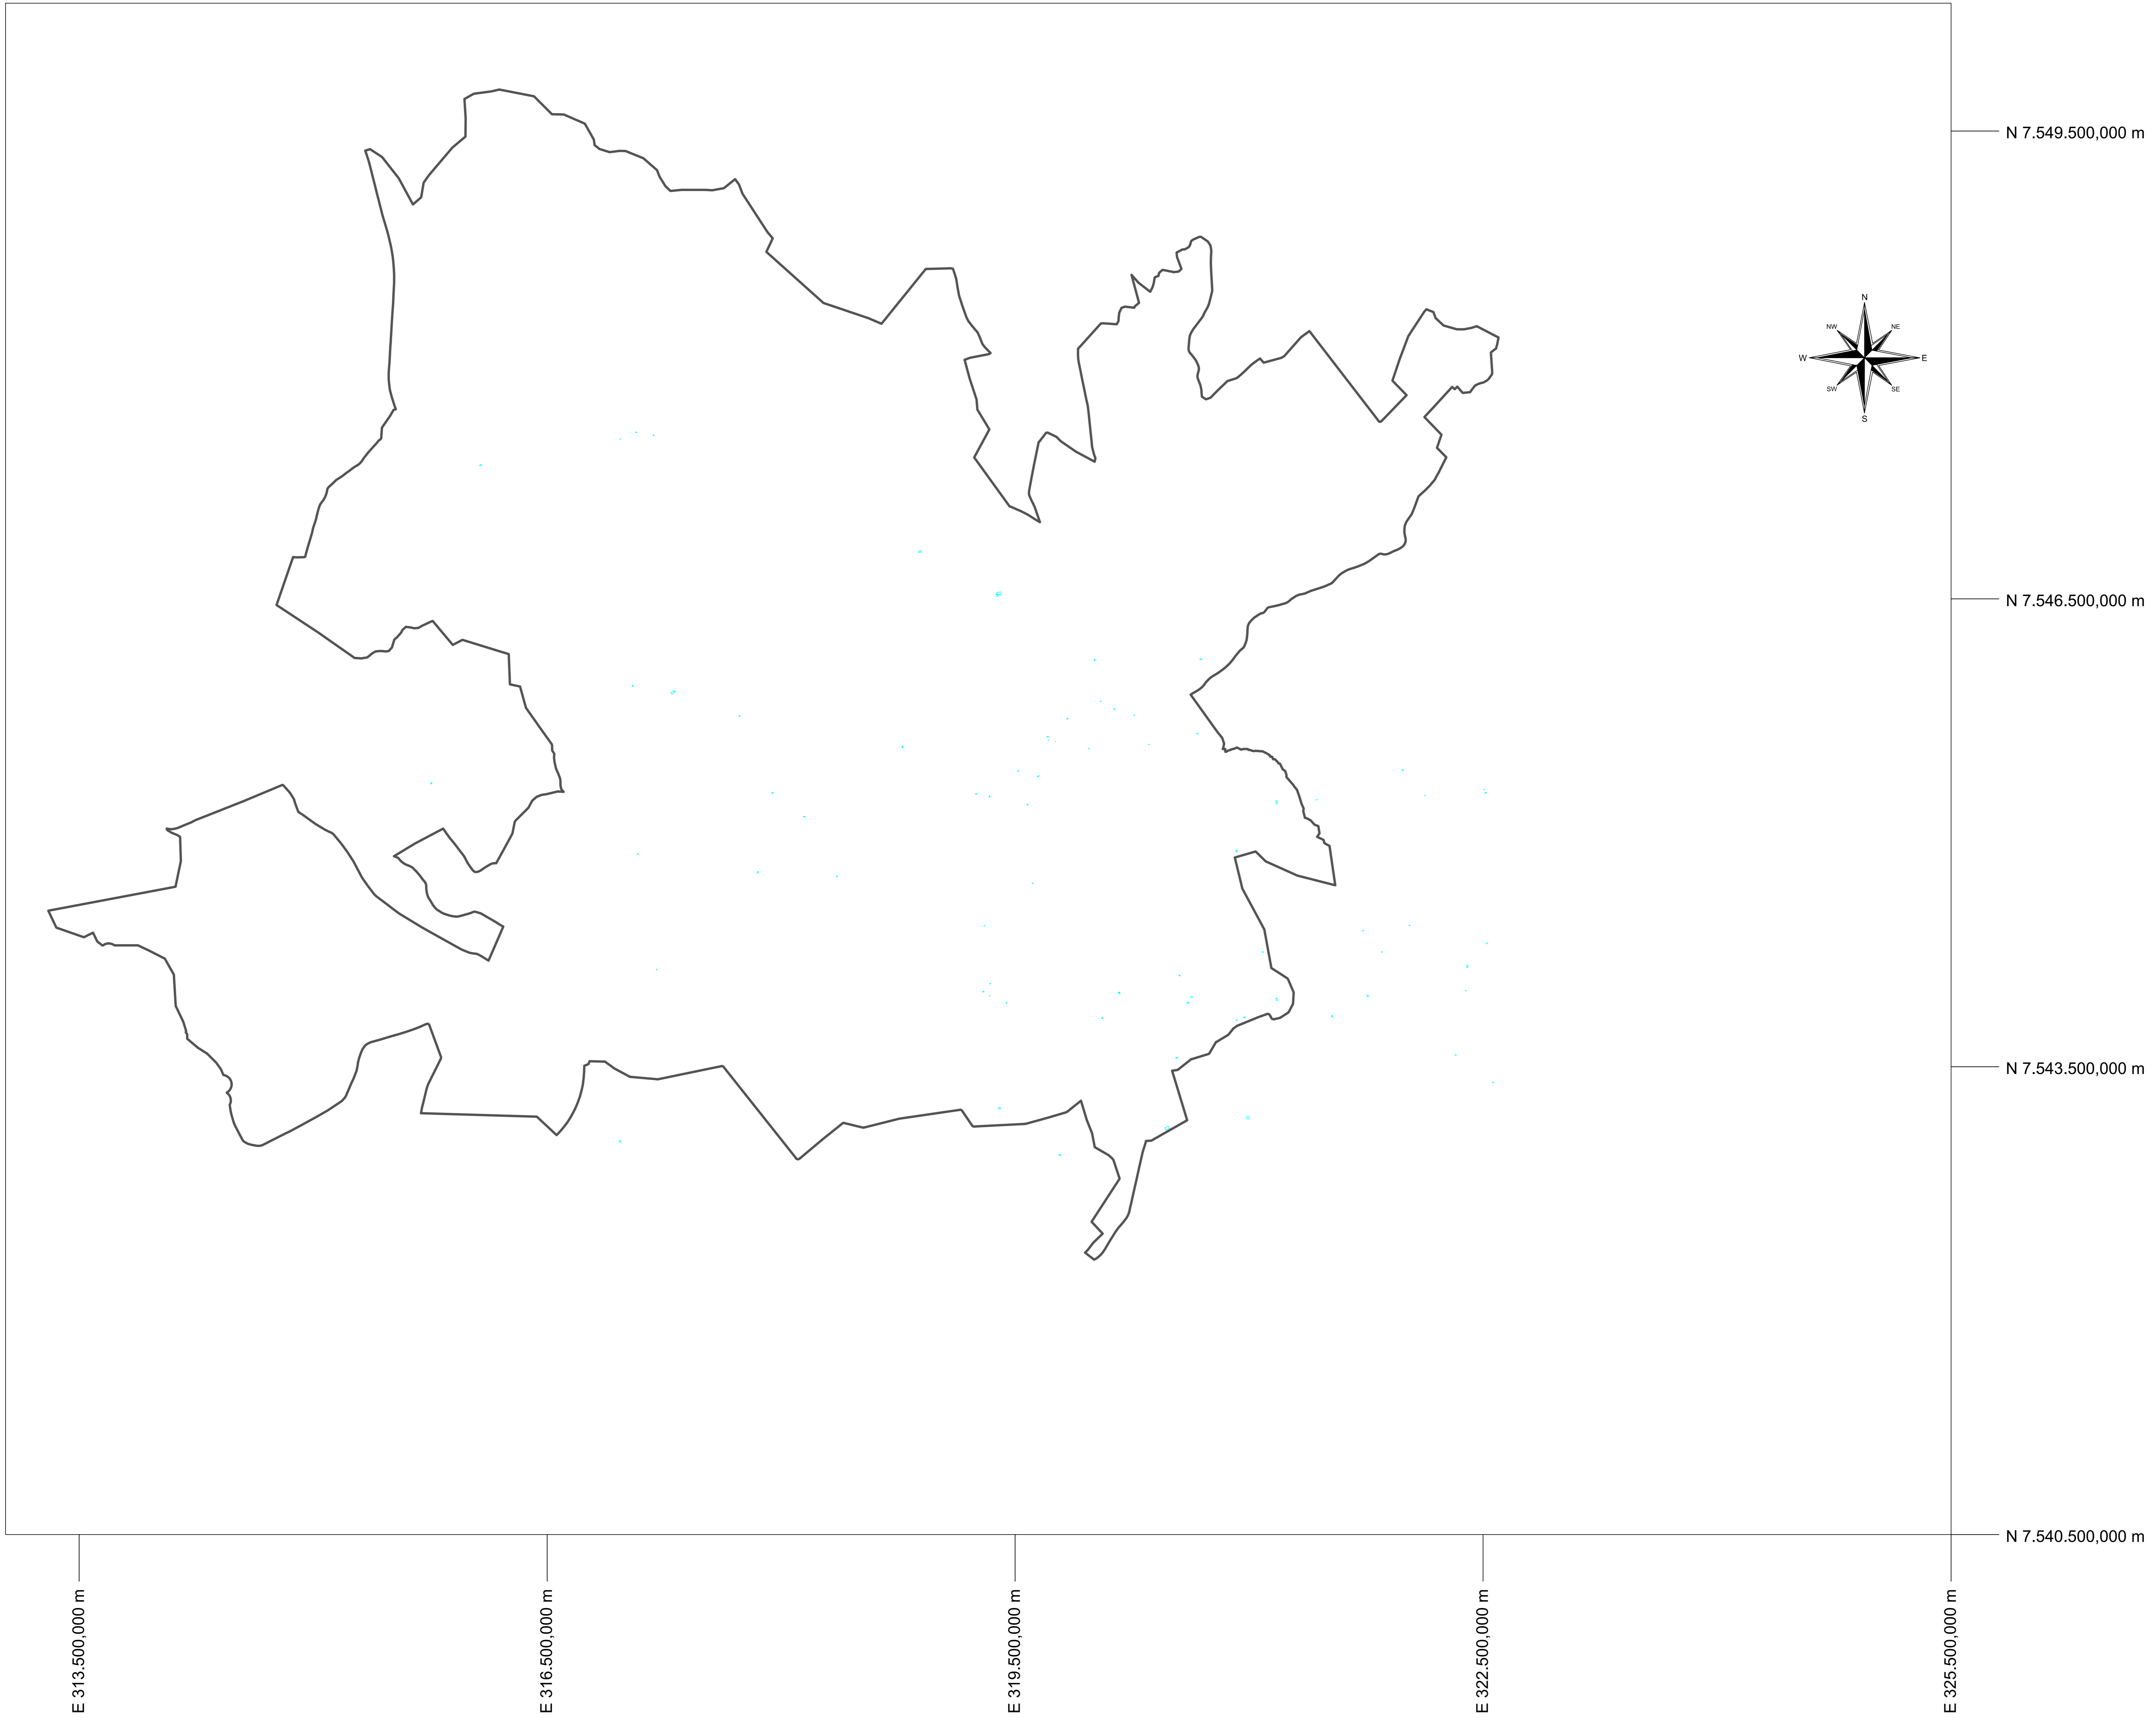 N 7.549.500,000 m
N
NW
NE
W
E
SW
SE
S
N 7.546.500,000 m
N 7.543.500,000 m
N 7.540.500,000 m
E 313.500,000 m
E 316.500,000 m
E 319.500,000 m
E 322.500,000 m
E 325.500,000 m